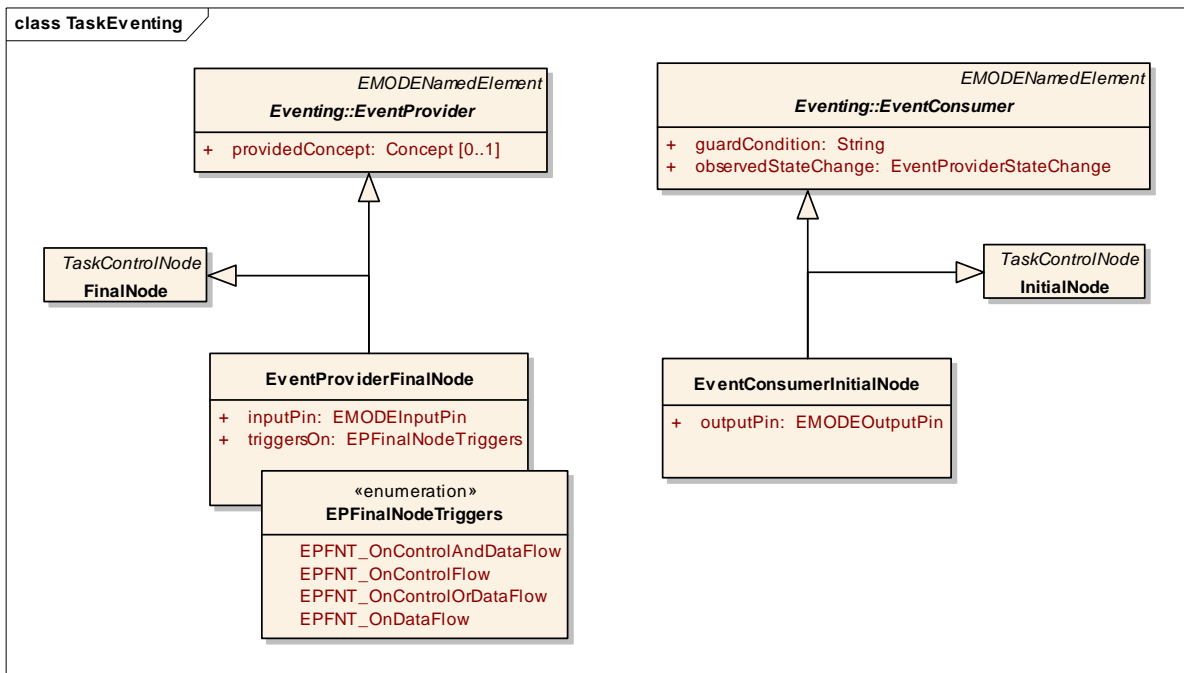 class TaskEventing
EMODENamedElement
Eventing::EventProvider
+ providedConcept: Concept [0..1]
EMODENamedElement
Eventing::EventConsumer
+ guardCondition: String
+ observedStateChange: EventProviderStateChange
TaskControlNode
FinalNode
TaskControlNode
InitialNode
EventProviderFinalNode
+ inputPin: EMODEInputPin
+ triggersOn: EPFinalNodeTriggers
EventConsumerInitialNode
+ outputPin: EMODEOutputPin
«enumeration»
EPFinalNodeTriggers
EPFNT_OnControlAndDataFlow
EPFNT_OnControlFlow
EPFNT_OnControlOrDataFlow
EPFNT_OnDataFlow